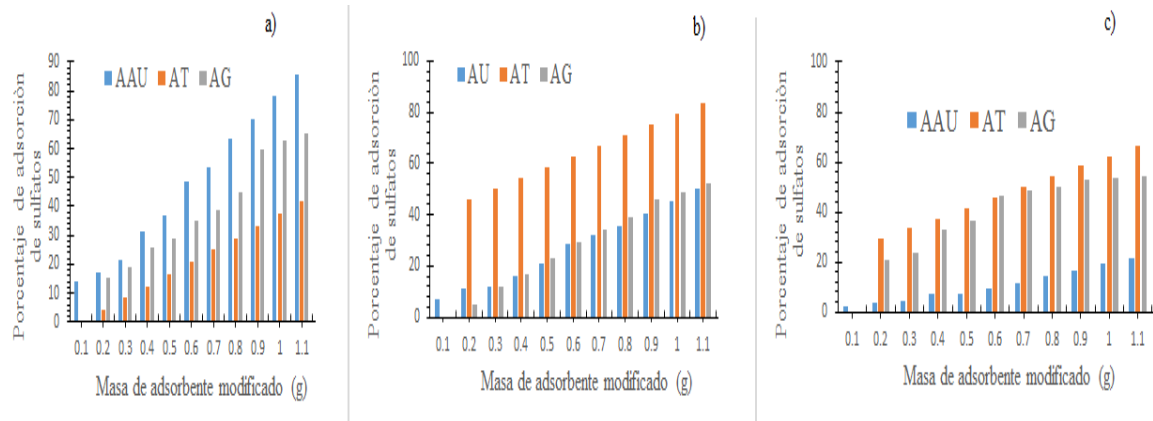 a)
Porcentaje de adsorciòn
de sulfatos
90
80
70
60
50
40
30
20
10
0
AAU AT AG
0.1 0.2 0.3 0.4 0.5 0.6 0.7 0.8 0.9 1 1.1
Masa de adsorbente modificado (g)
b)
Porcentaje de adsorciòn
de sulfatos
100
80
60
40
20
0
AU AT AG
0.1 0.2 0.3 0.4 0.5 0.6 0.7 0.8 0.9 1 1.1
Masa de adsorbente modificado (g)
c)
Porcentaje de adsorciòn
de sulfatos
100
80
60
40
20
0
AAU AT AG
0.1 0.2 0.3 0.4 0.5 0.6 0.7 0.8 0.9 1 1.1
Masa de adsorbente modificado (g)